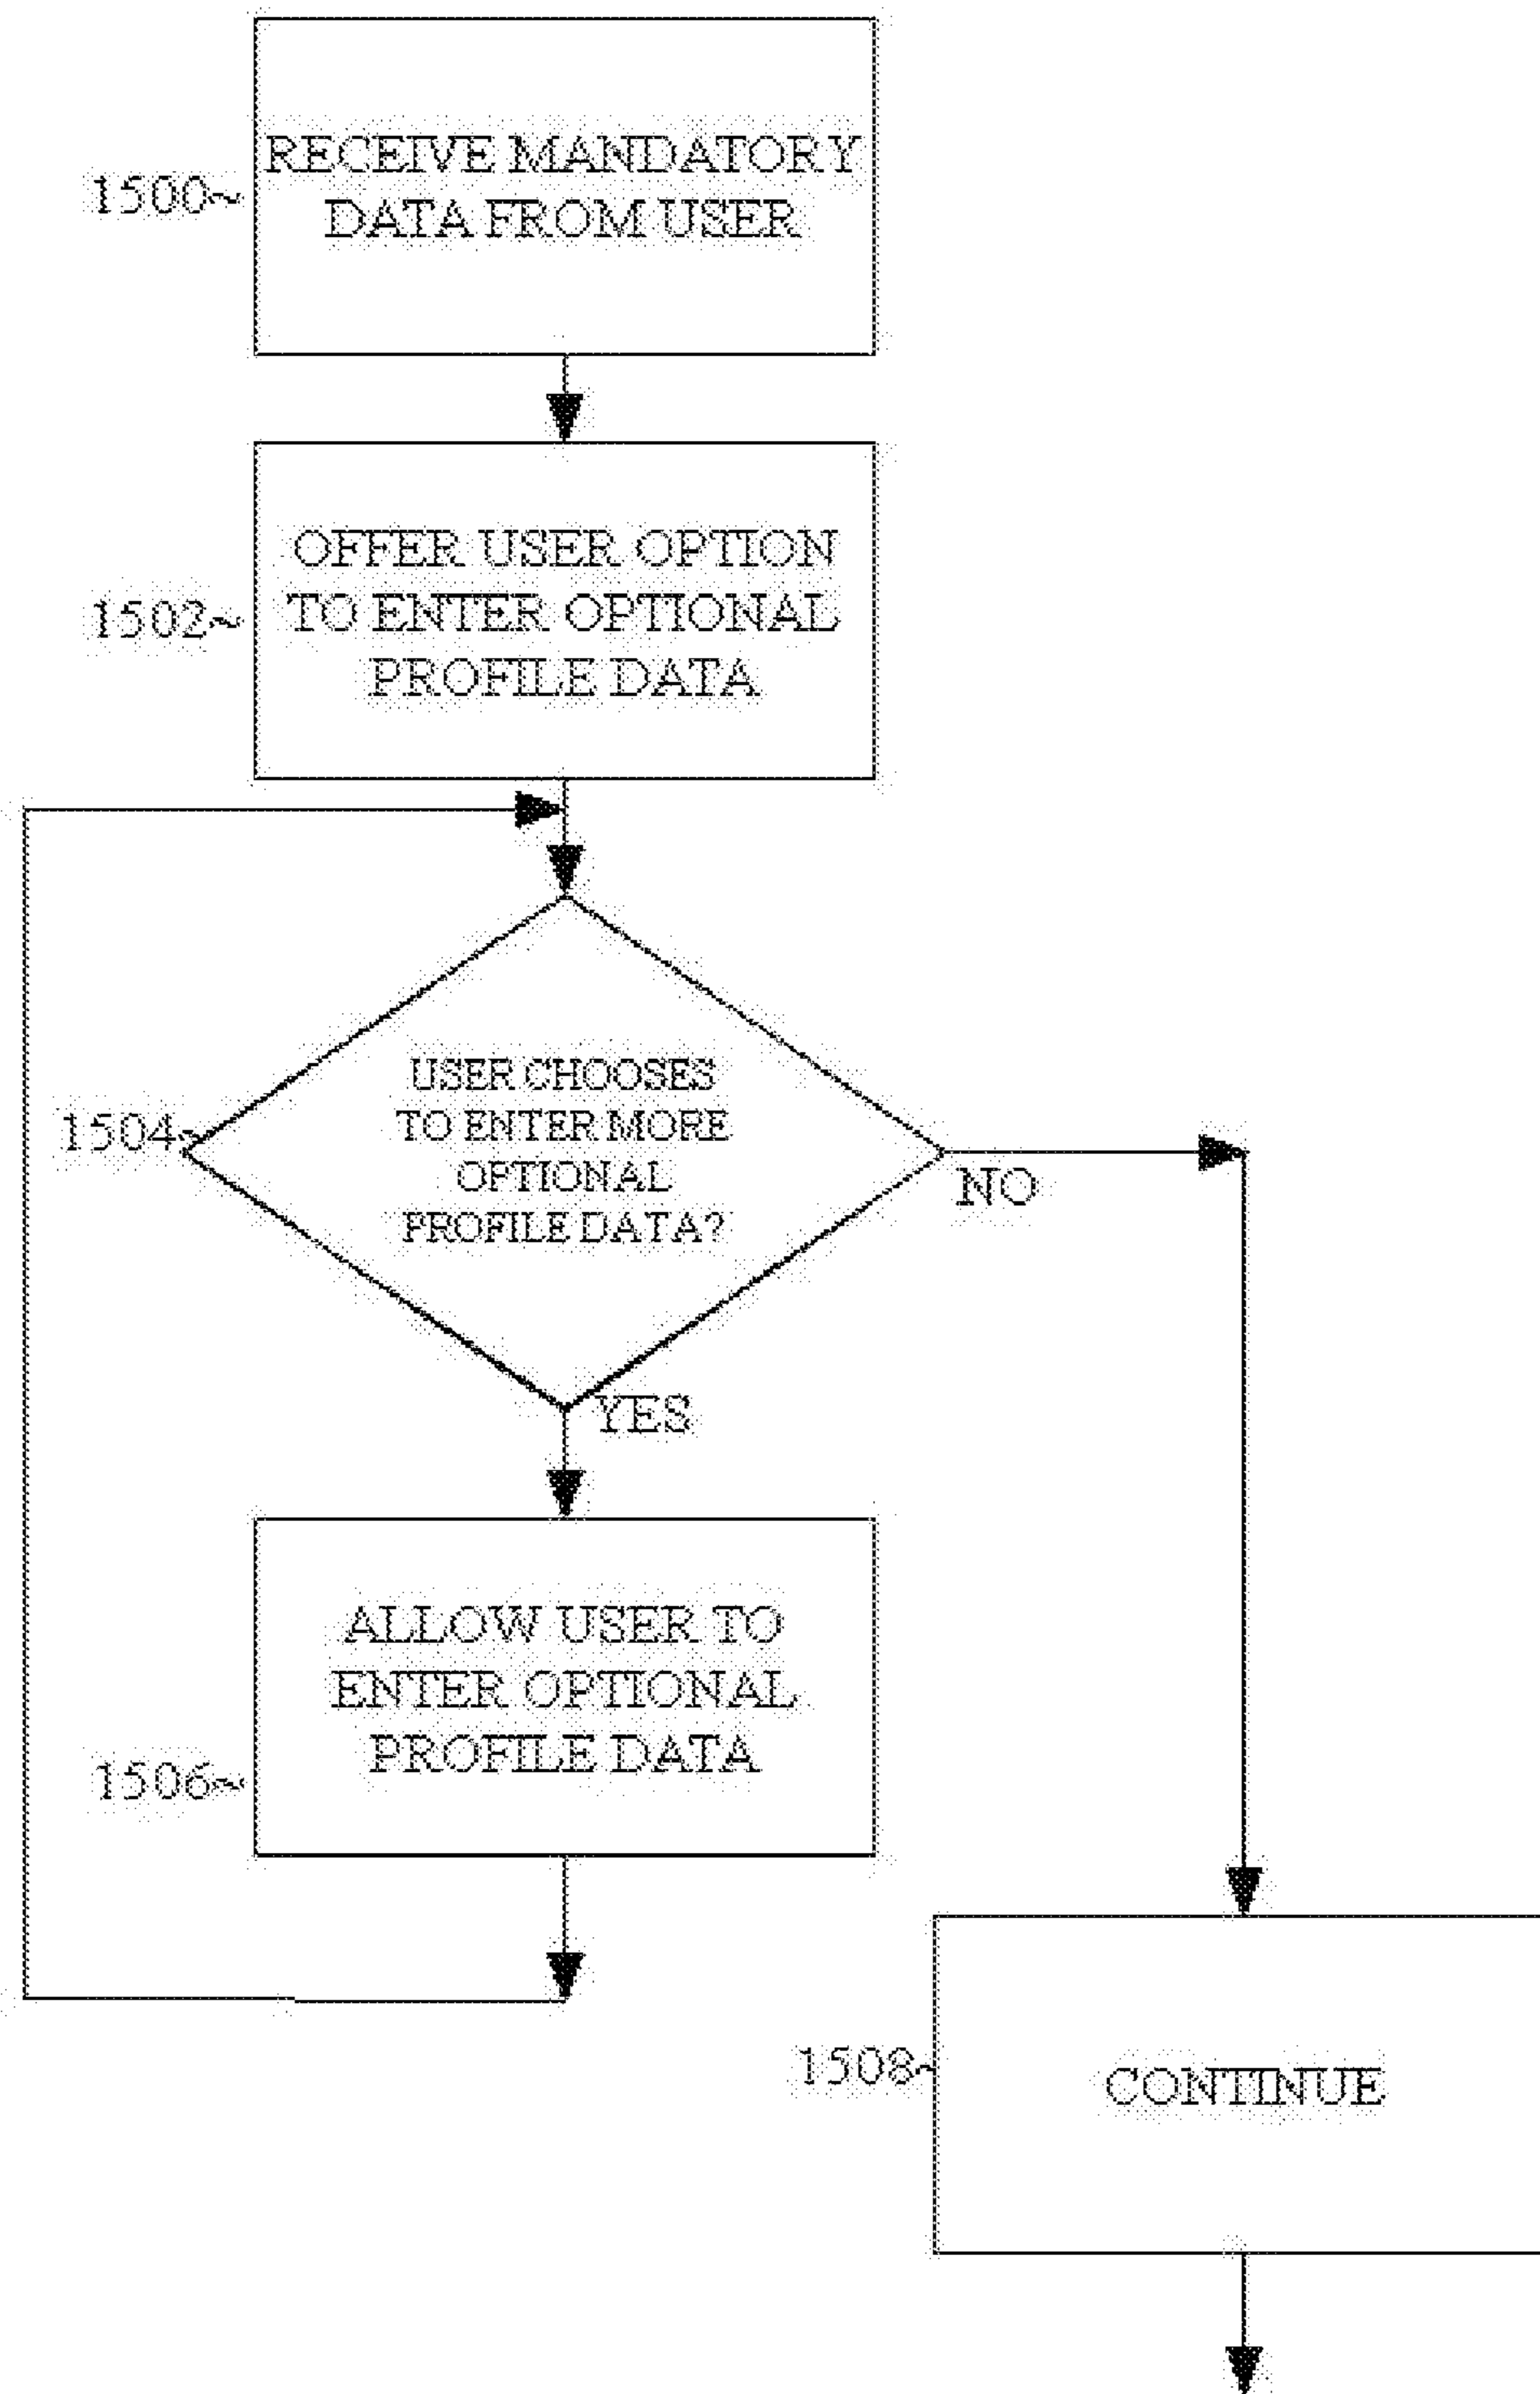 RECEIVE MANDATORY
DATA FROM USER
1500~
OFFER USER OPTION
TO ENTER OPTIONAL
PROFILE DATA
1502~
USER CHOOSES
TO ENTER MORE
OPTIONAL
PROFILE DATA?
1504~
NO
YES
ALLOW USER TO
ENTER OPTIONAL
PROFILE DATA
1506~
1508~
CONTINUE